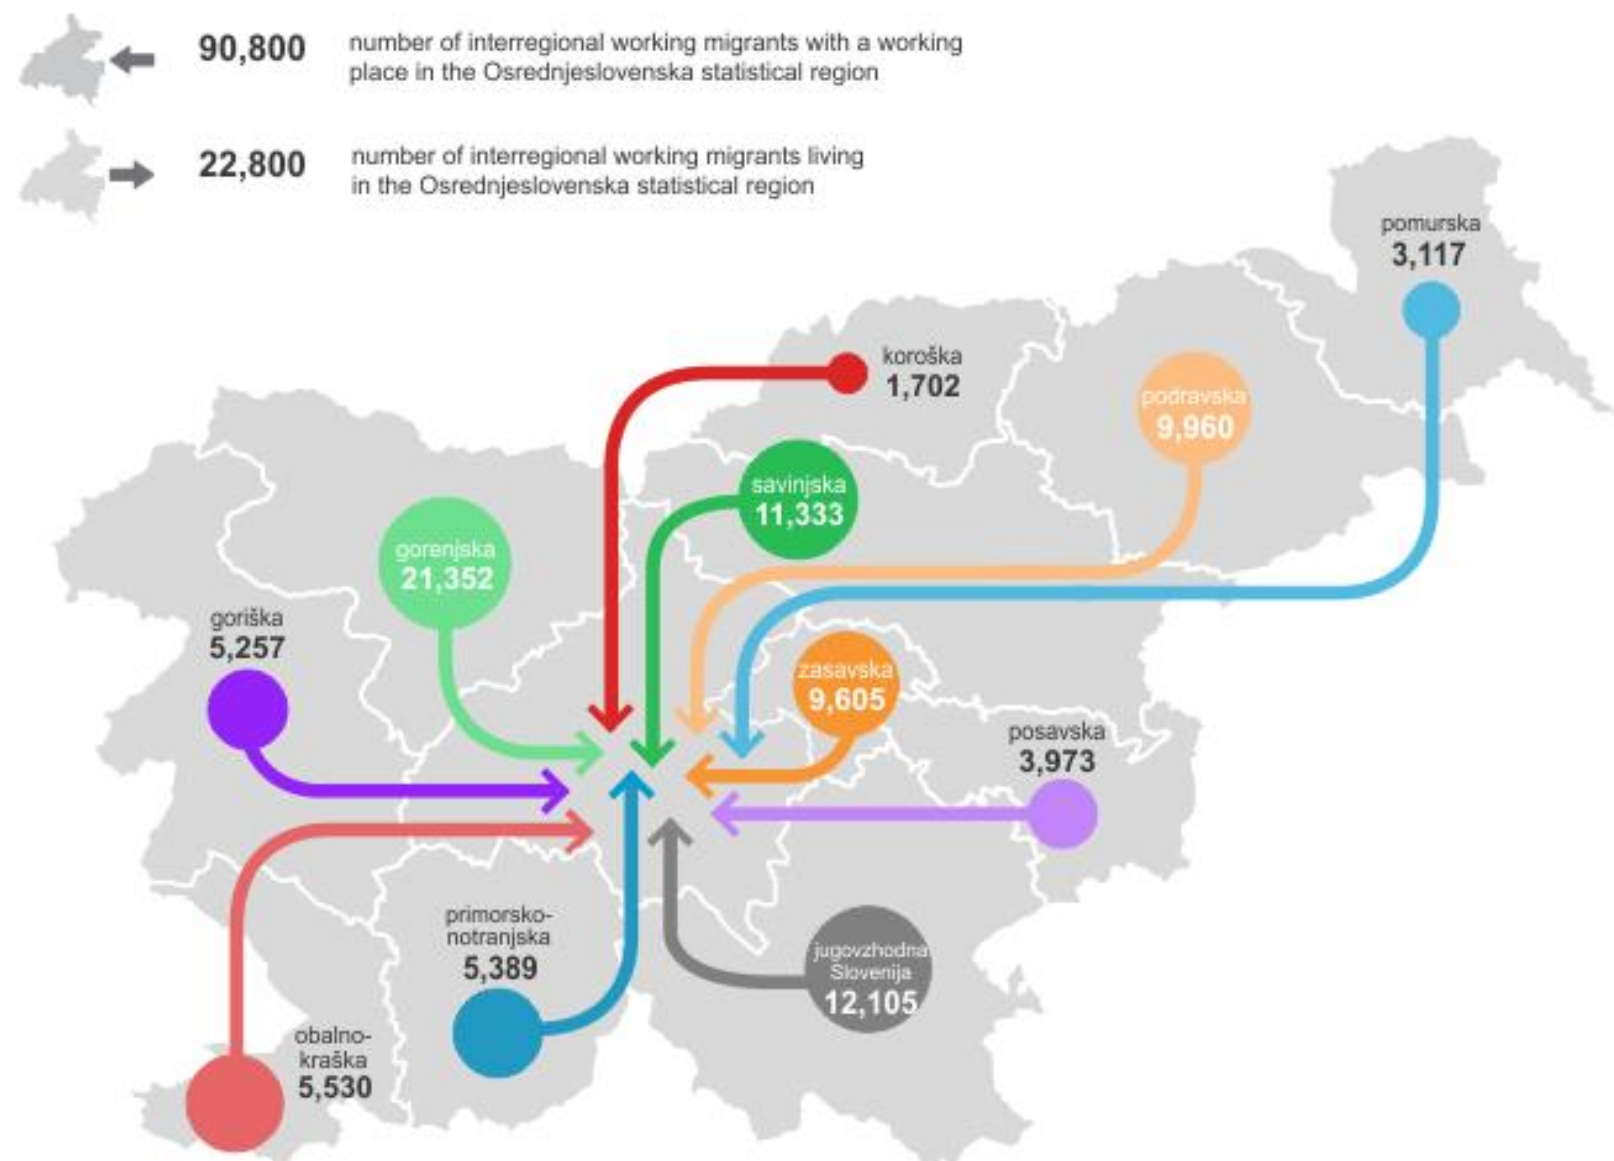 90,800
number of interregional working migrants with a working
place in the Osrednjeslovenska statistical region
22,800
number of interregional working migrants living
in the Osrednjeslovenska statistical region
pomurska
3,117
koroška
1,702
podravska
9,960
savinjska
11,333
gorenjska
21,352
goriška
5,257
zasavska
9,605
posavska
3,973
primorsko-
notranjska
5,389
jugovzhodna
Slovenija
12,105
obalno-
kraška
5,530